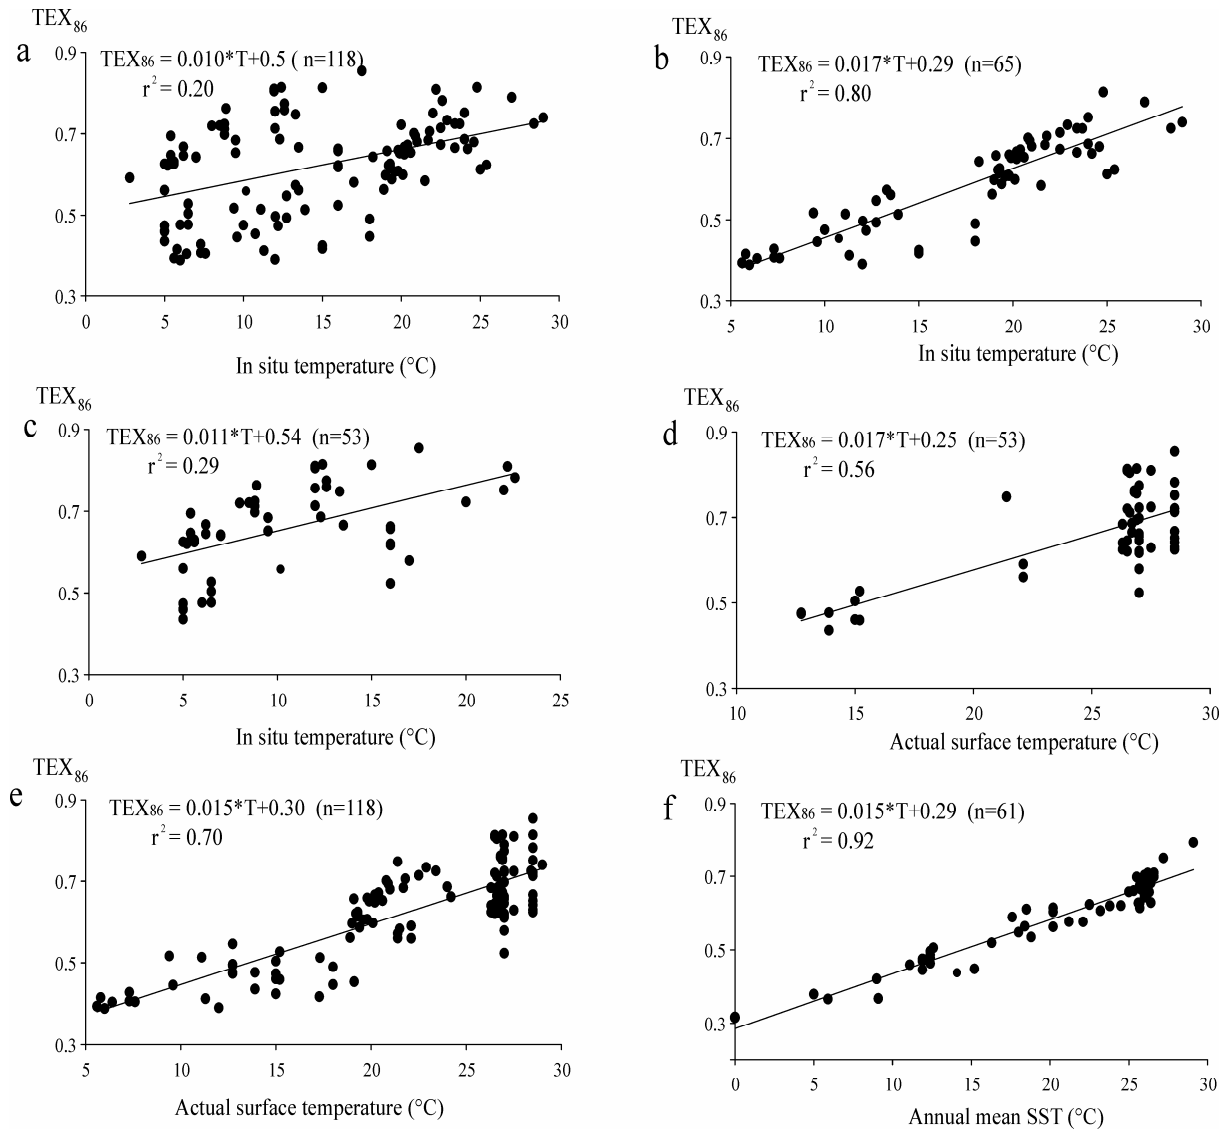 TEX86
a
TEX86 = 0.010*T+0.5 ( n=118)
r2 = 0.20
0.9
0.7
0.5
0.3
0 5 10 15 20 25 30
In situ temperature (°C)
TEX86
b
TEX86 = 0.017*T+0.29 (n=65)
r2 = 0.80
0.9
0.7
0.5
0.3
5 10 15 20 25 30
In situ temperature (°C)
TEX86
c
TEX86 = 0.011*T+0.54 (n=53)
r2 = 0.29
0.9
0.7
0.5
0.3
0 5 10 15 20 25
In situ temperature (°C)
TEX86
d
TEX86 = 0.017*T+0.25 (n=53)
r2 = 0.56
0.9
0.7
0.5
0.3
10 15 20 25 30
Actual surface temperature (°C)
TEX86
e
TEX86 = 0.015*T+0.30 (n=118)
r2 = 0.70
0.9
0.7
0.5
0.3
5 10 15 20 25 30
Actual surface temperature (°C)
TEX86
f
TEX86 = 0.015*T+0.29 (n=61)
r2 = 0.92
0.9
0.7
0.5
0.3
0 5 10 15 20 25 30
Annual mean SST (°C)